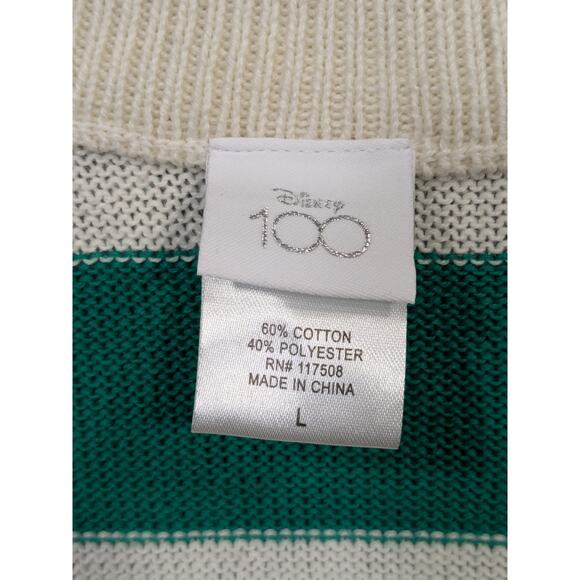 Disney
100
60% COTTON
40% POLYESTER
RN# 117508
MADE IN CHINA
L